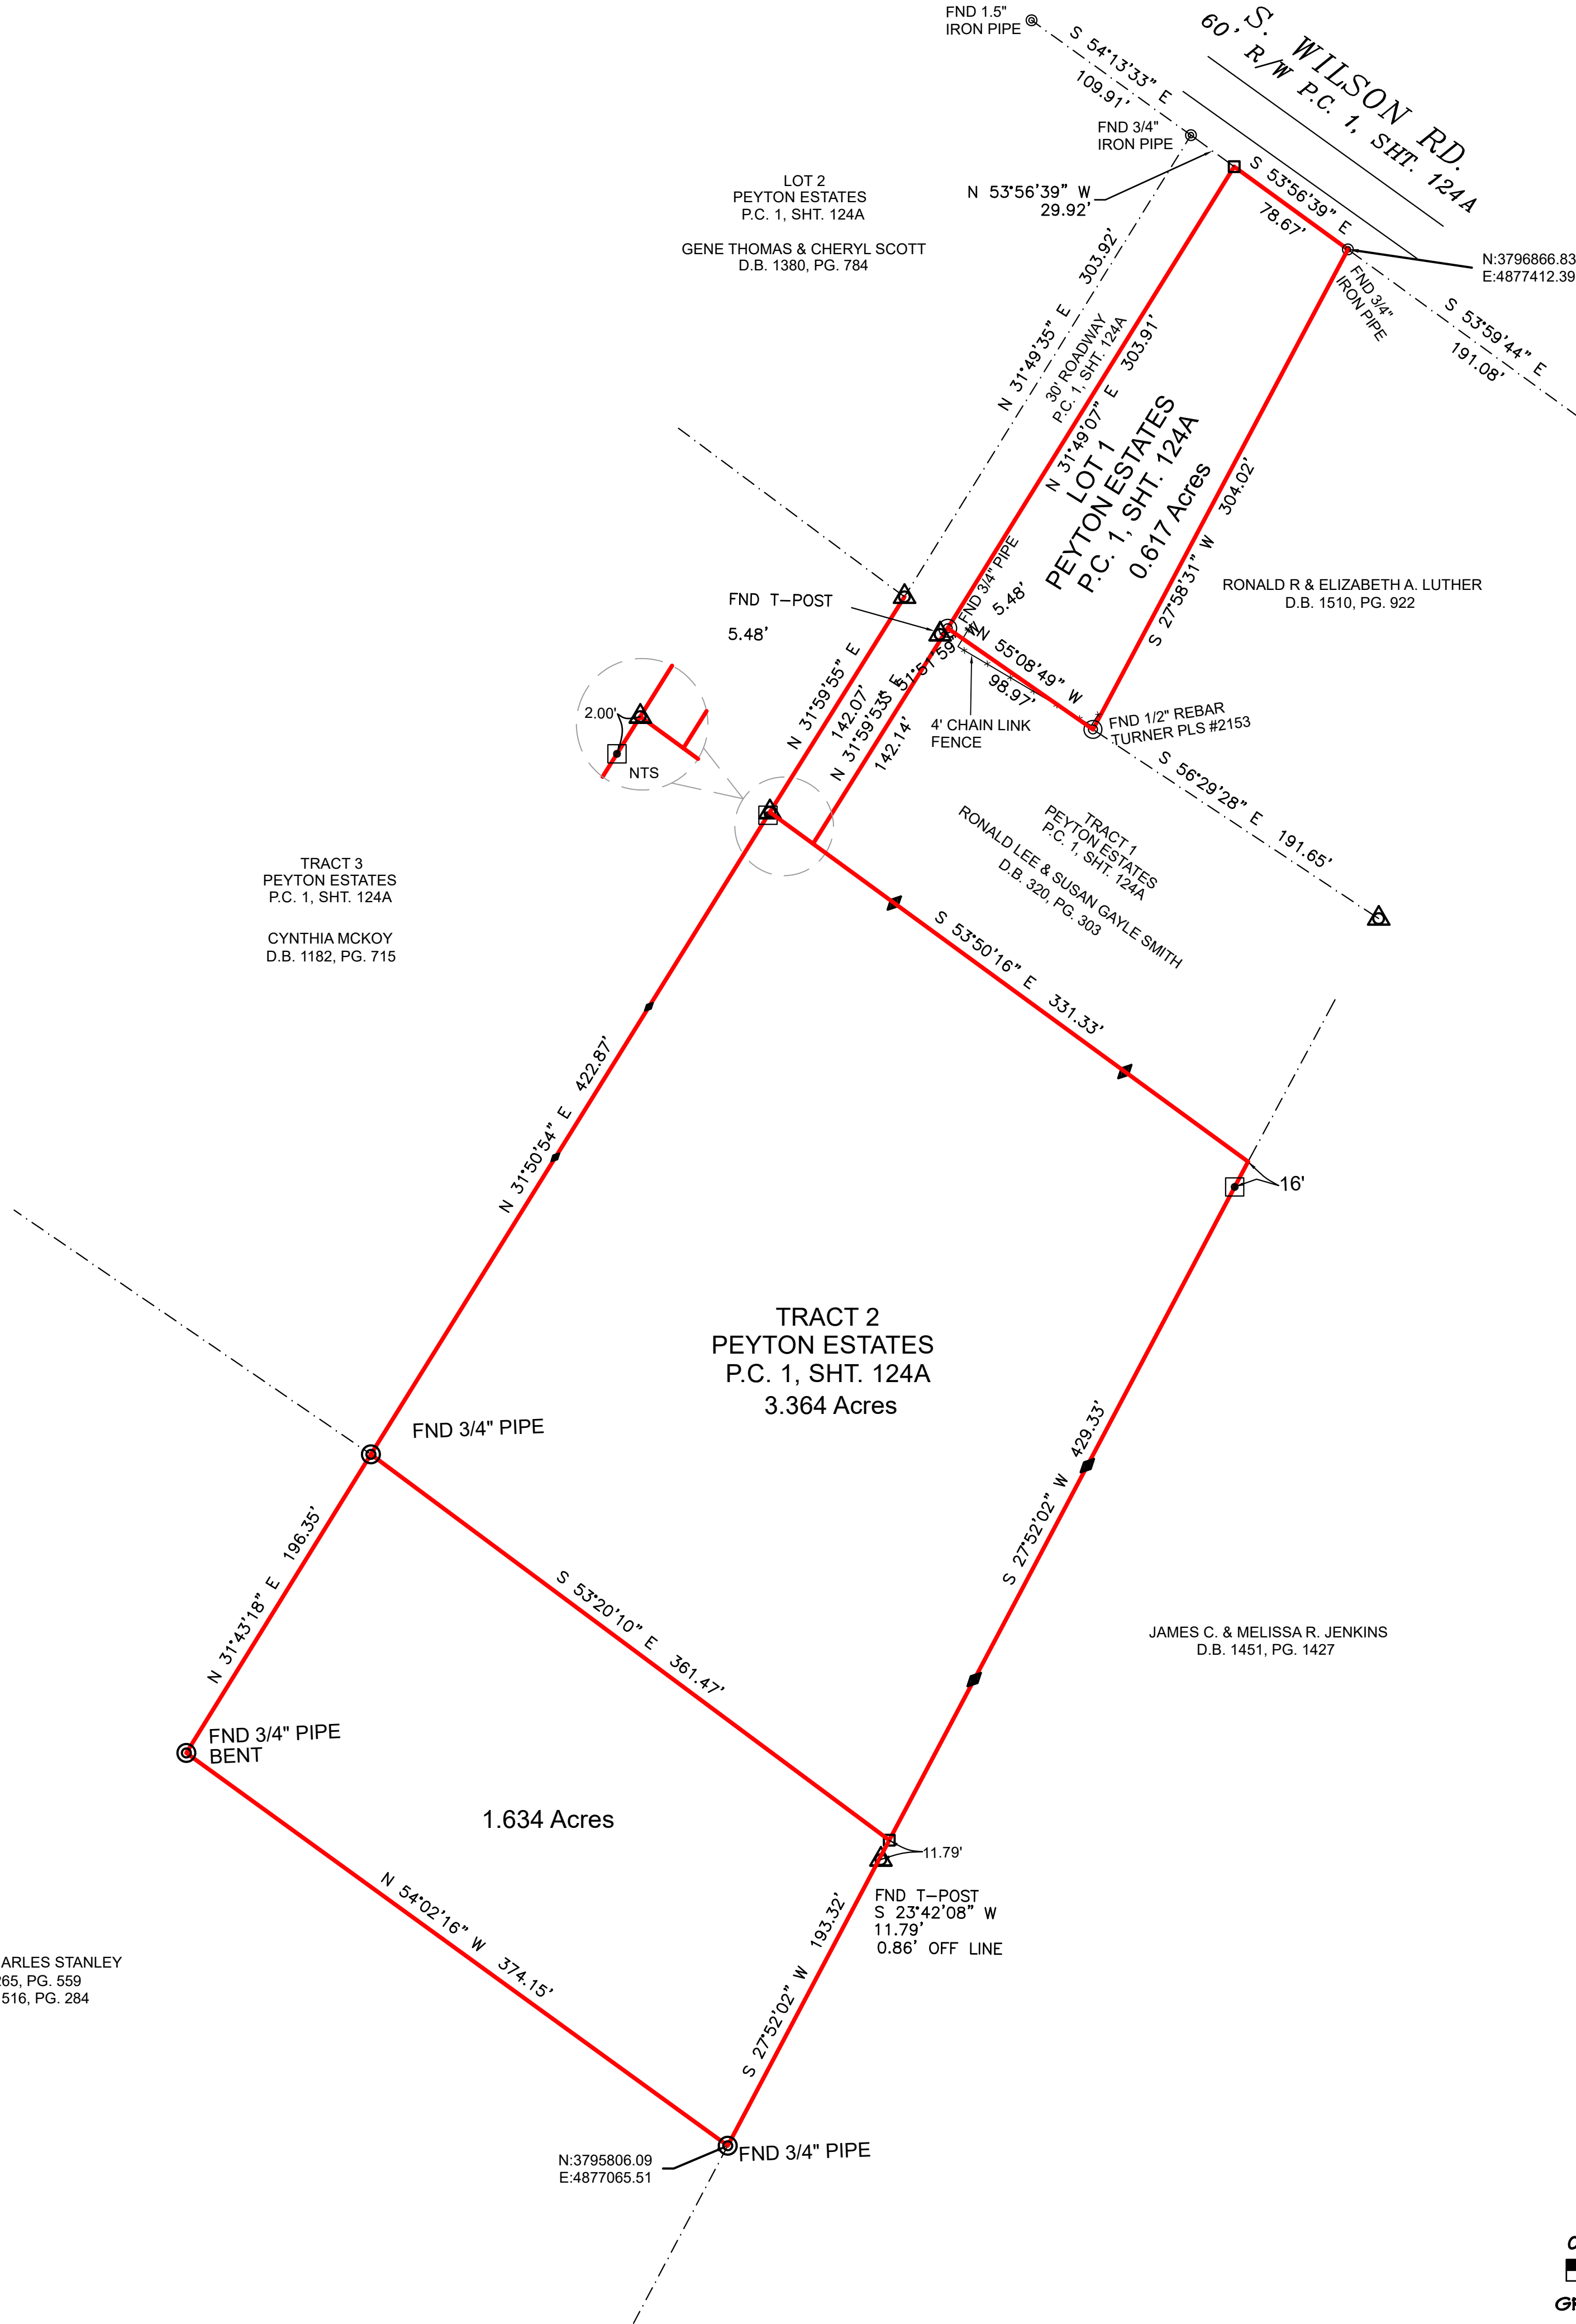 FND 1.5"
IRON PIPE
S 54°13'33" E
109.91'
S. WILSON RD.
60' R/W P.C. 1, SHT. 124A
FND 3/4"
IRON PIPE
N 53°56'39" W
29.92'
S 53°56'39" E
78.67'
N:3796866.83
E:4877412.39
FND 3/4"
IRON PIPE
S 53°59'44" E
191.08'
LOT 2
PEYTON ESTATES
P.C. 1, SHT. 124A
GENE THOMAS & CHERYL SCOTT
D.B. 1380, PG. 784
N 31°49'35" E 303.92'
30' ROADWAY
P.C. 1, SHT. 124A
N 31°49'07" E 303.91'
LOT 1
PEYTON ESTATES
P.C. 1, SHT. 124A
0.617 Acres
S 27°58'31" W 304.02'
RONALD R & ELIZABETH A. LUTHER
D.B. 1510, PG. 922
FND T-POST
5.48'
FND 3/4" PIPE
5.48'
51°51'59" W
N 55°08'49" W
98.97'
4' CHAIN LINK
FENCE
FND 1/2" REBAR
TURNER PLS #2153
S 56°29'28" E 191.65'
N 31°59'55" E
142.07'
N 31°59'53" E
142.14'
2.00'
NTS
TRACT 1
PEYTON ESTATES
P.C. 1, SHT. 124A
RONALD LEE & SUSAN GAYLE SMITH
D.B. 320, PG. 303
TRACT 3
PEYTON ESTATES
P.C. 1, SHT. 124A
CYNTHIA MCKOY
D.B. 1182, PG. 715
S 53°50'16" E 331.33'
N 31°50'54" E 422.87'
16'
TRACT 2
PEYTON ESTATES
P.C. 1, SHT. 124A
3.364 Acres
FND 3/4" PIPE
S 27°52'02" W 429.33'
N 31°43'18" E 196.35'
S 53°20'10" E 361.47'
JAMES C. & MELISSA R. JENKINS
D.B. 1451, PG. 1427
FND 3/4" PIPE
BENT
1.634 Acres
11.79'
FND T-POST
S 23°42'08" W
11.79'
0.86' OFF LINE
N 54°02'16" W 374.15'
S 27°52'02" W 193.32'
ARLES STANLEY
65, PG. 559
516, PG. 284
N:3795806.09
E:4877065.51
FND 3/4" PIPE